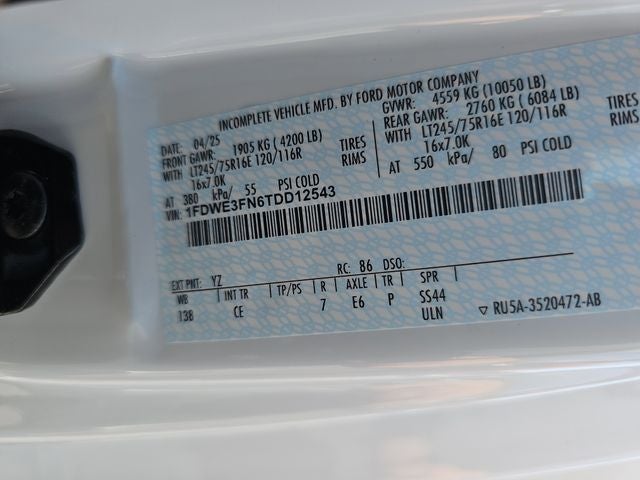 INCOMPLETE VEHICLE MFD. BY FORD MOTOR COMPANY
DATE: 04/25 GVWR: 4559 KG (10050 LB)
FRONT GAWR: 1905 KG (4200 LB) REAR GAWR: 2760 KG (6084 LB)
WITH LT245/75R16E 120/116R TIRES WITH LT245/75R16E 120/116R TIRES
16x7.0K RIMS 16x7.0K RIMS
AT 380 kPa/ 55 PSI COLD AT 550 kPa/ 80 PSI COLD
VIN: 1FDWE3FN6TDD12543
EXT PNT: YZ RC: 86 DSO:
WB INT TR TP/PS R AXLE TR SPR
138 CE 7 E6 P SS44
ULN ▽ RU5A-3520472-AB